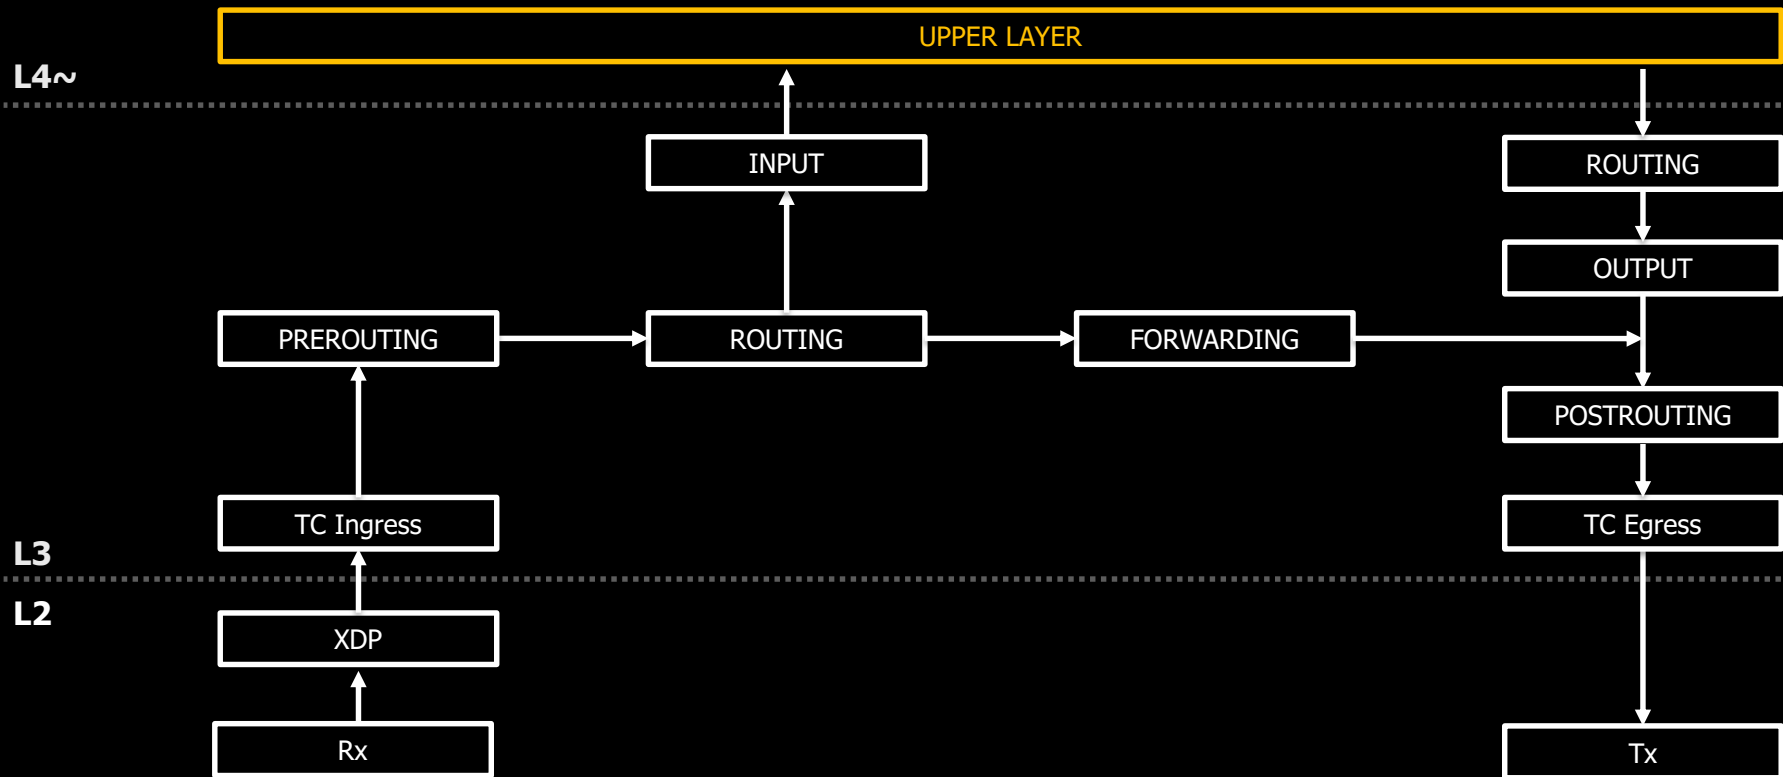 UPPER LAYER
L4~
INPUT
ROUTING
OUTPUT
PREROUTING
ROUTING
FORWARDING
POSTROUTING
TC Ingress
TC Egress
L3
L2
XDP
Rx
Tx